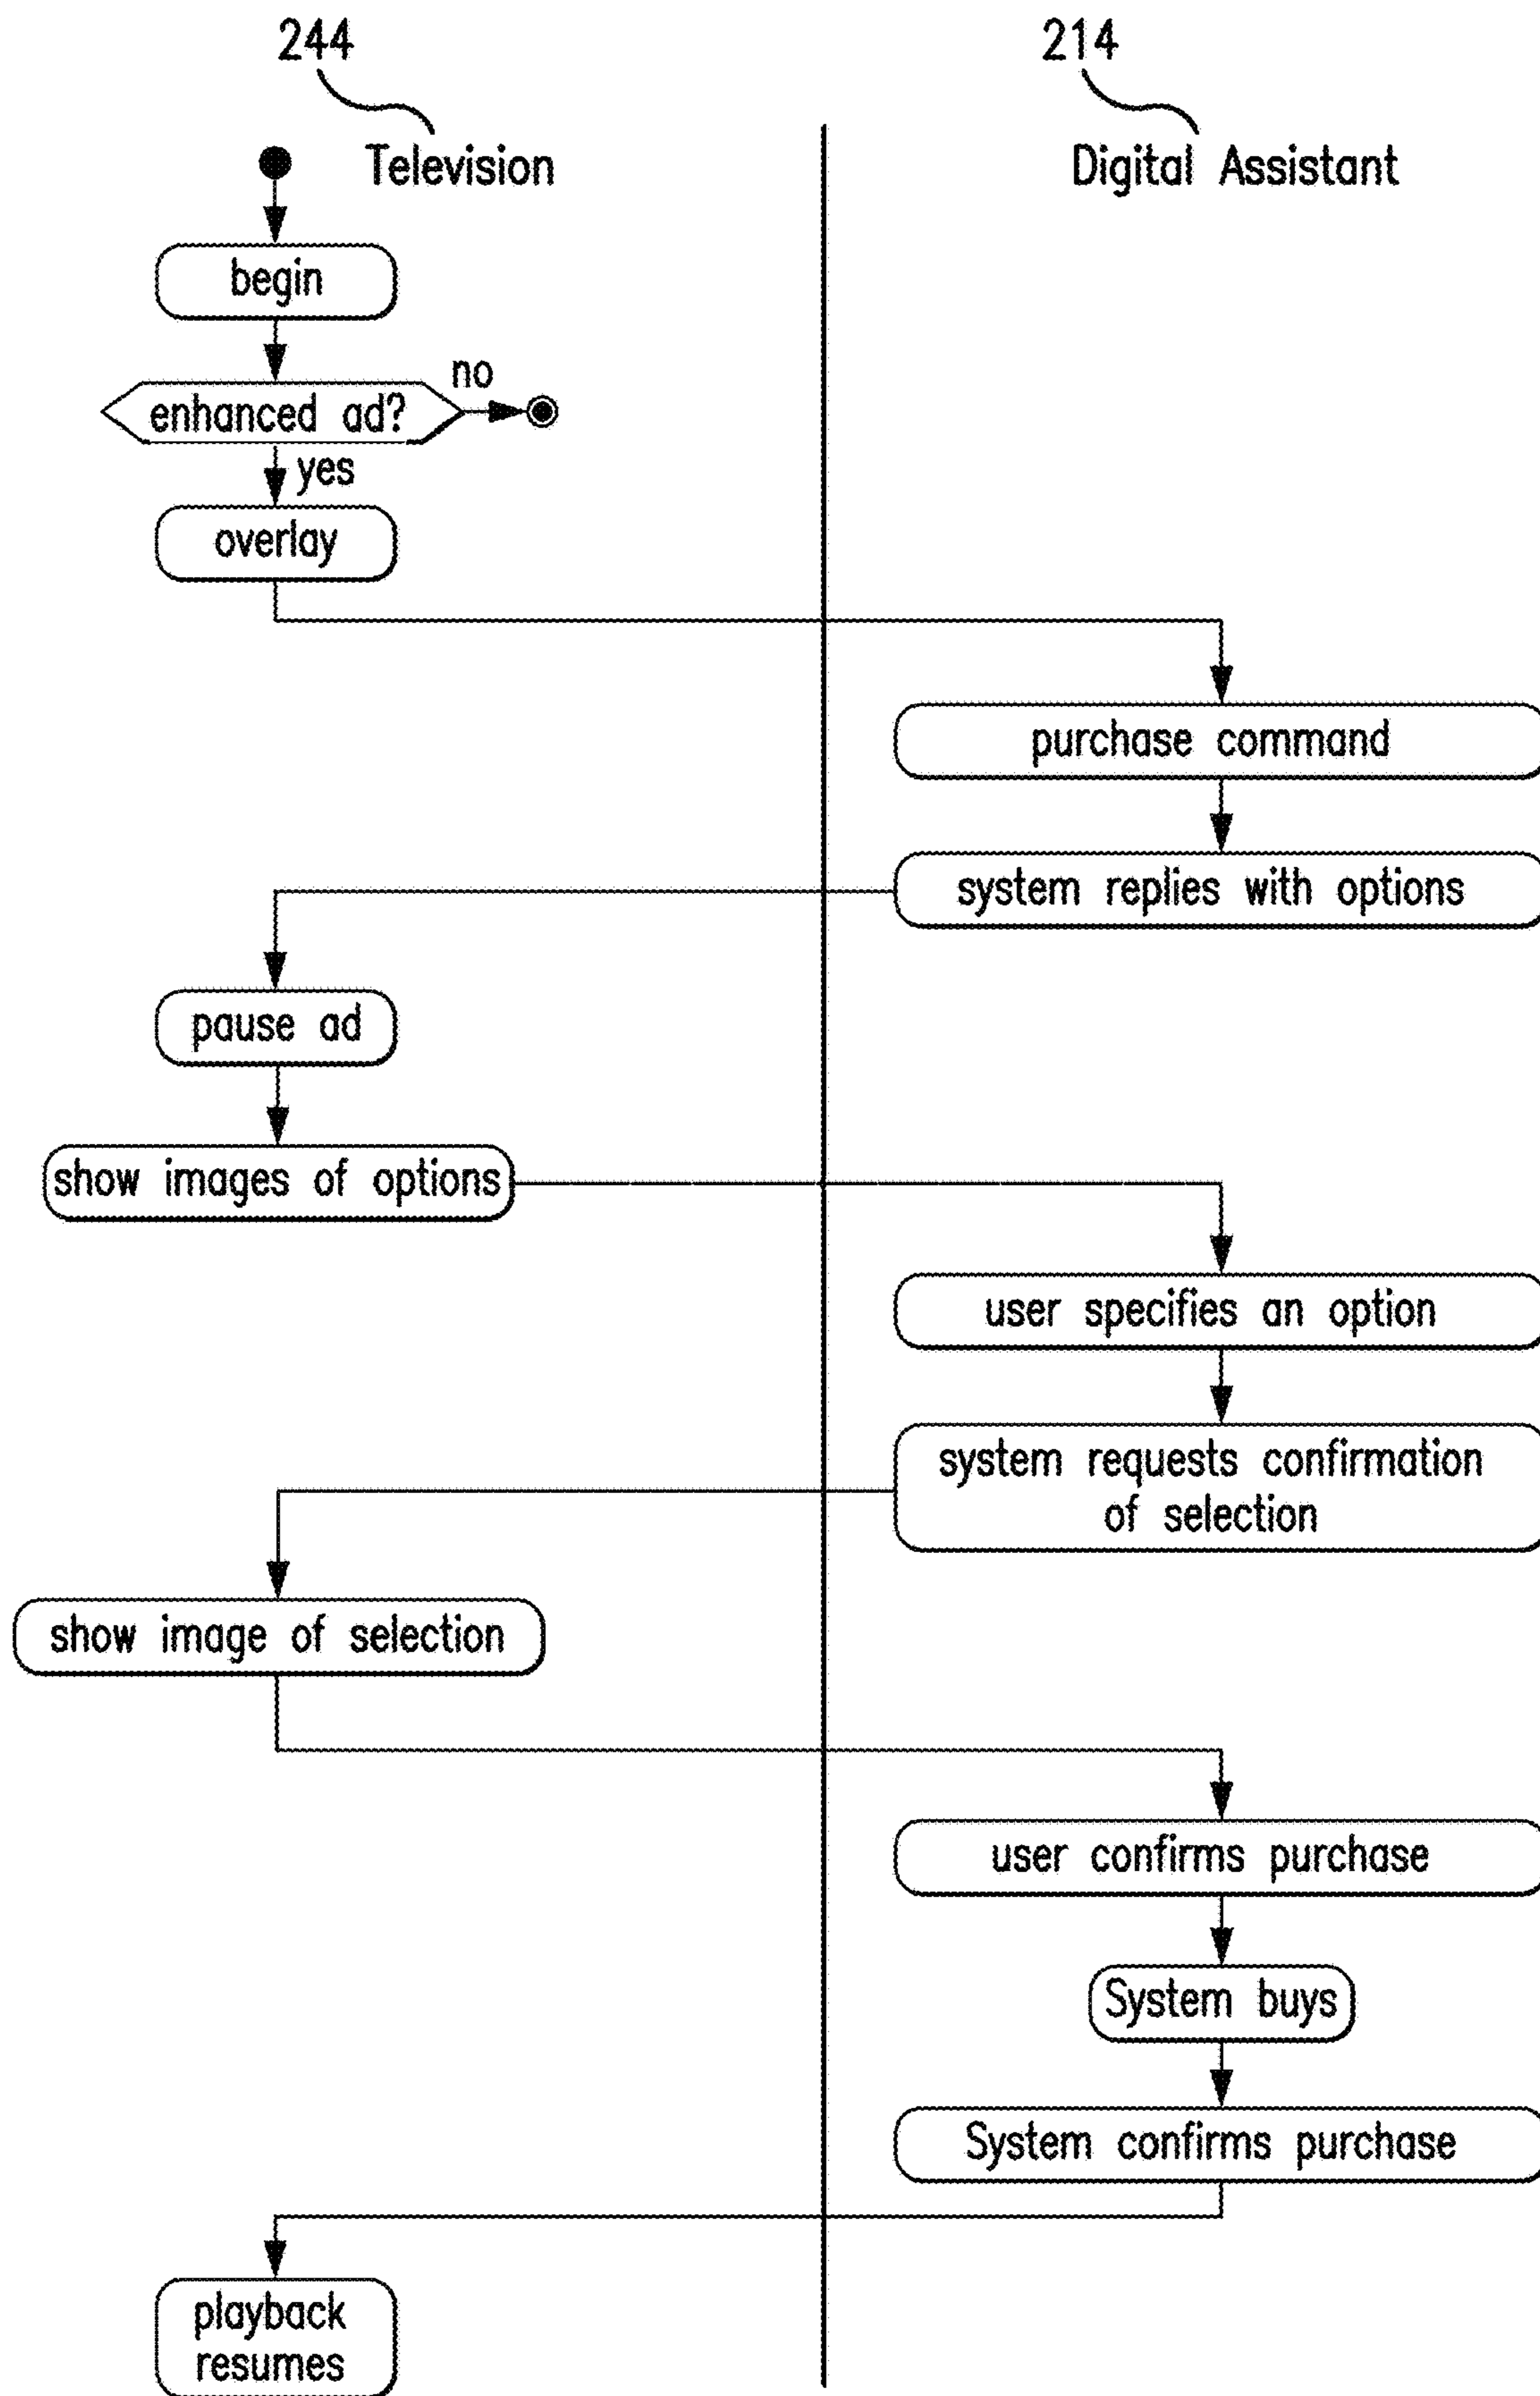 244
214
Television
Digital Assistant
begin
no
enhanced ad?
yes
overlay
purchase command
system replies with options
pause ad
show images of options
user specifies an option
system requests confirmation
of selection
show image of selection
user confirms purchase
System buys
System confirms purchase
playback
resumes